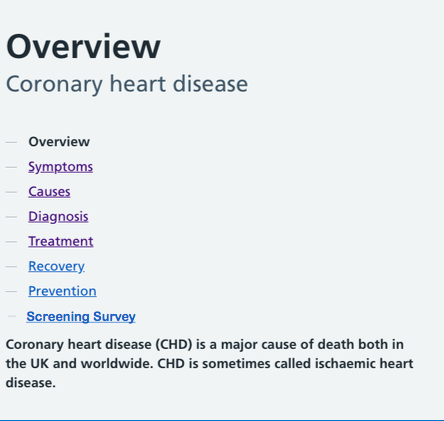 Overview
Coronary heart disease
— Overview
— Symptoms
— Causes
— Diagnosis
— Treatment
— Recovery
— Prevention
— Screening Survey
Coronary heart disease (CHD) is a major cause of death both in
the UK and worldwide. CHD is sometimes called ischaemic heart
disease.